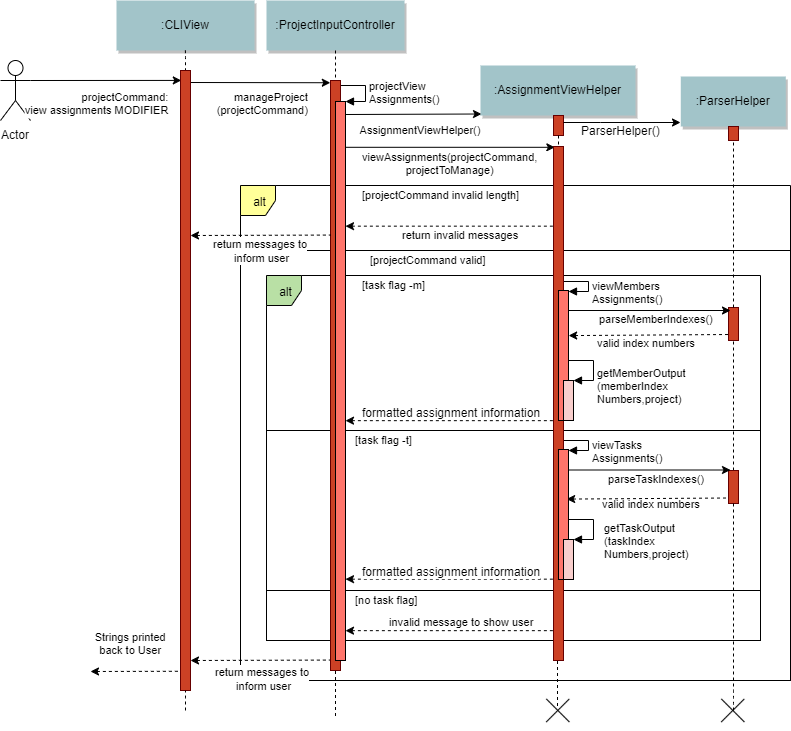 :CLIView
:ProjectInputController
:AssignmentViewHelper
:ParserHelper
Actor
projectCommand:
view assignments MODIFIER
manageProject
(projectCommand)
projectView
Assignments()
AssignmentViewHelper()
ParserHelper()
viewAssignments(projectCommand,
projectToManage)
alt
[projectCommand invalid length]
return invalid messages
return messages to
inform user
[projectCommand valid]
alt
[task flag -m]
viewMembers
Assignments()
parseMemberIndexes()
valid index numbers
getMemberOutput
(memberIndex
Numbers,project)
formatted assignment information
[task flag -t]
viewTasks
Assignments()
parseTaskIndexes()
valid index numbers
getTaskOutput
(taskIndex
Numbers,project)
formatted assignment information
[no task flag]
invalid message to show user
Strings printed
back to User
return messages to
inform user